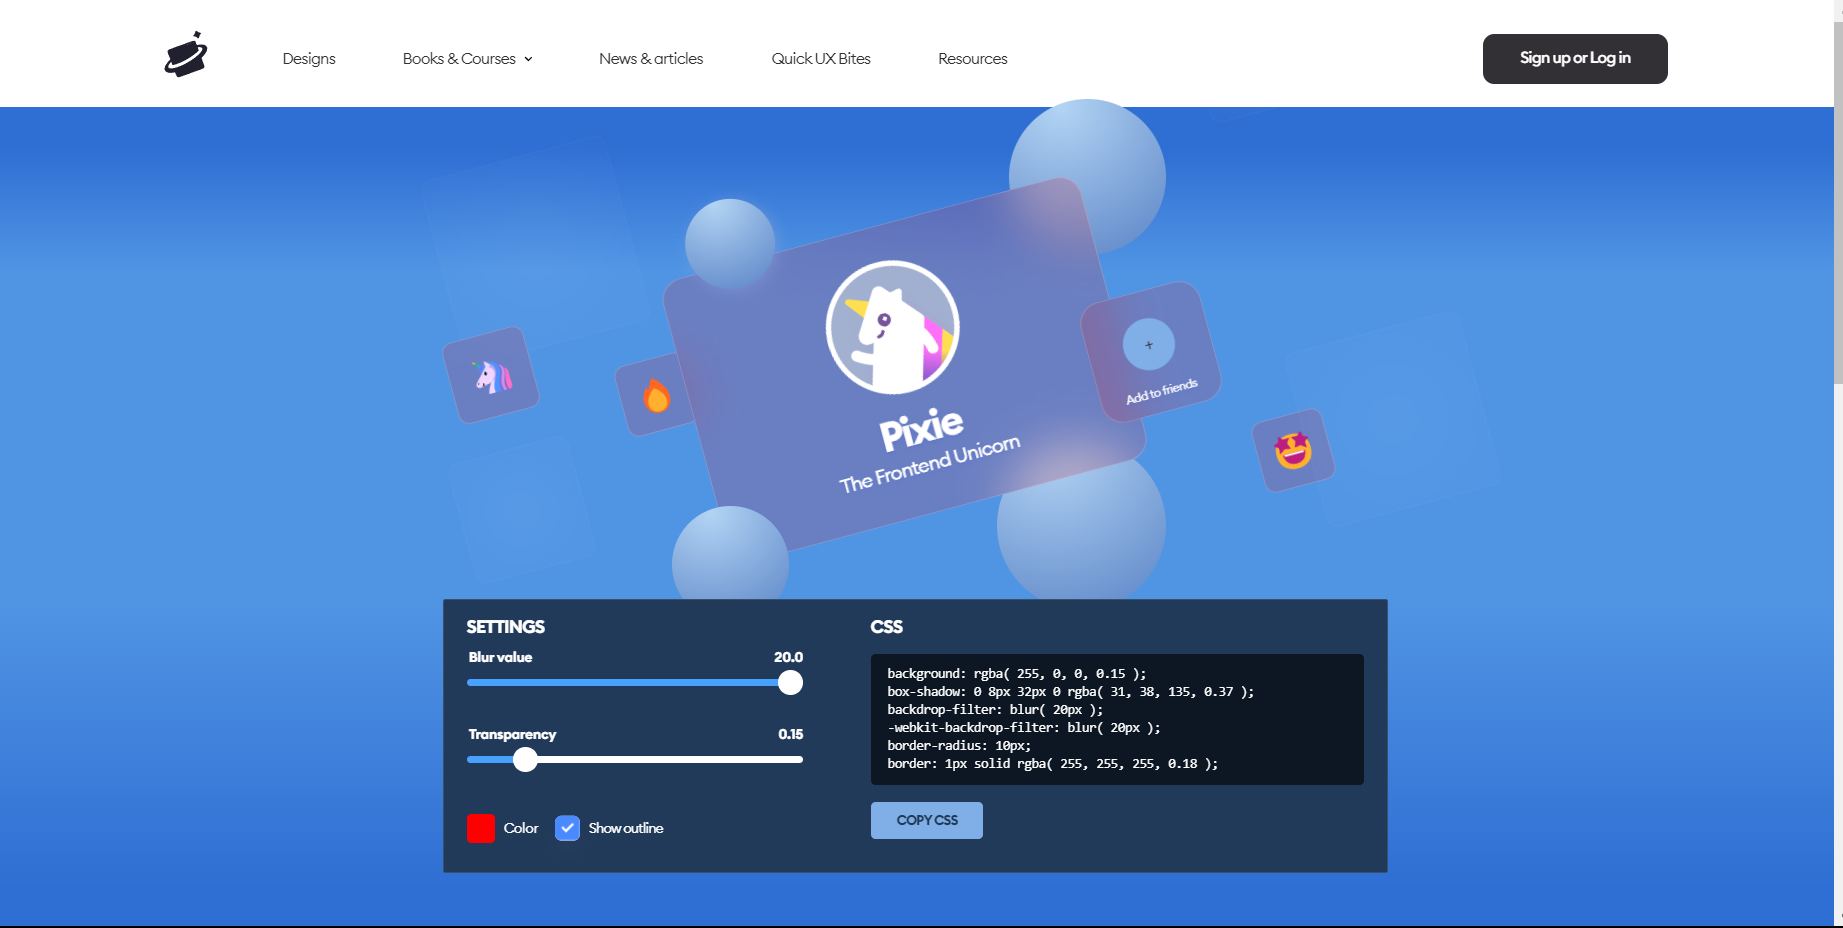 Designs
Books & Courses
News & articles
Quick UX Bites
Resources
Sign up or Log in
+
Add to friends
Pixie
The Frontend Unicorn
SETTINGS
Blur value 20.0
Transparency 0.15
Color
Show outline
CSS
background: rgba( 255, 0, 0, 0.15 );
box-shadow: 0 8px 32px 0 rgba( 31, 38, 135, 0.37 );
backdrop-filter: blur( 20px );
-webkit-backdrop-filter: blur( 20px );
border-radius: 10px;
border: 1px solid rgba( 255, 255, 255, 0.18 );
COPY CSS